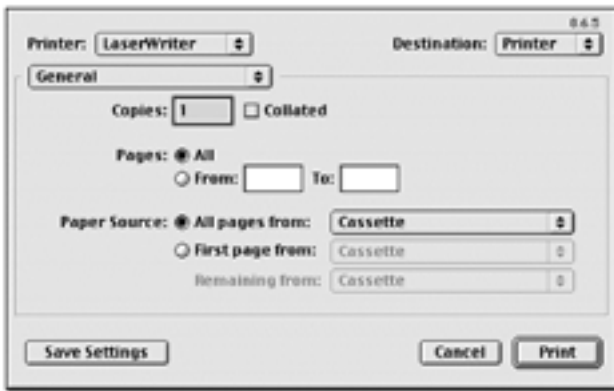 8.6.5
Printer: LaserWriter Destination: Printer
General
Copies: 1 Collated
Pages: All
From: To:
Paper Source: All pages from: Cassette
First page from: Cassette
Remaining from: Cassette
Save Settings Cancel Print